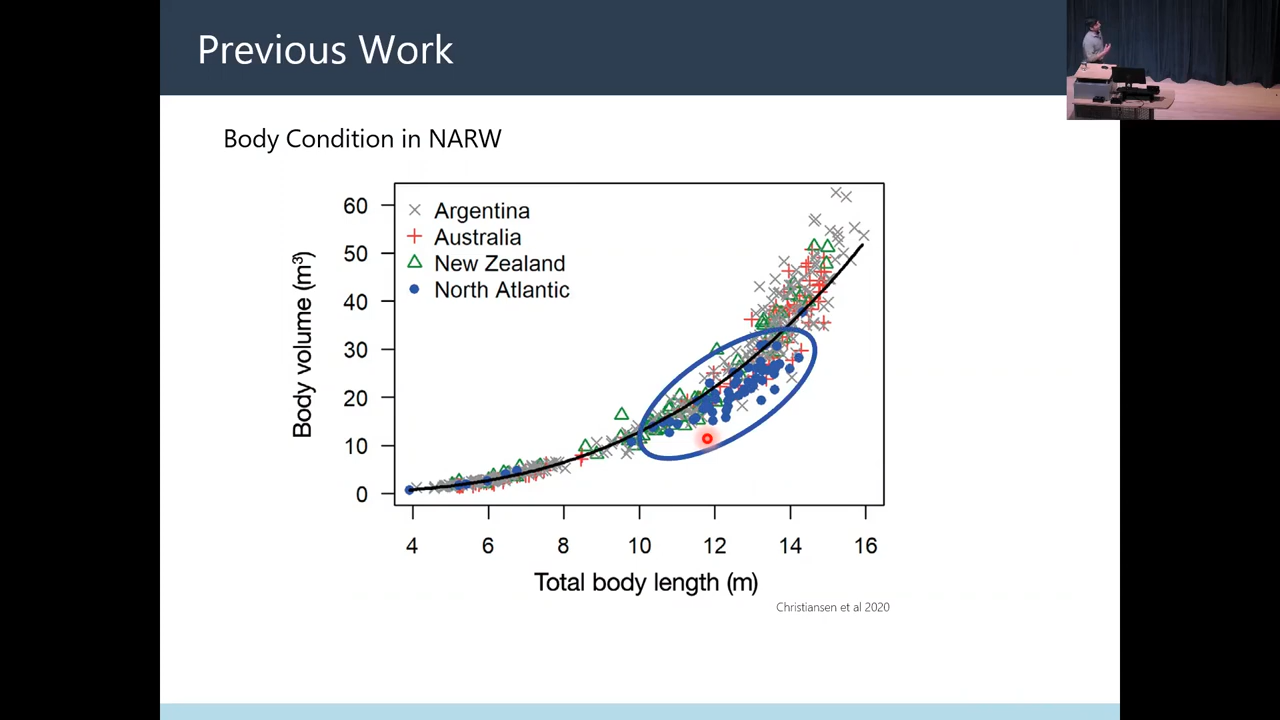 Previous Work
Body Condition in NARW
Argentina
Australia
New Zealand
North Atlantic
Body volume (m³)
60
50
40
30
20
10
0
4 6 8 10 12 14 16
Total body length (m)
Christiansen et al 2020